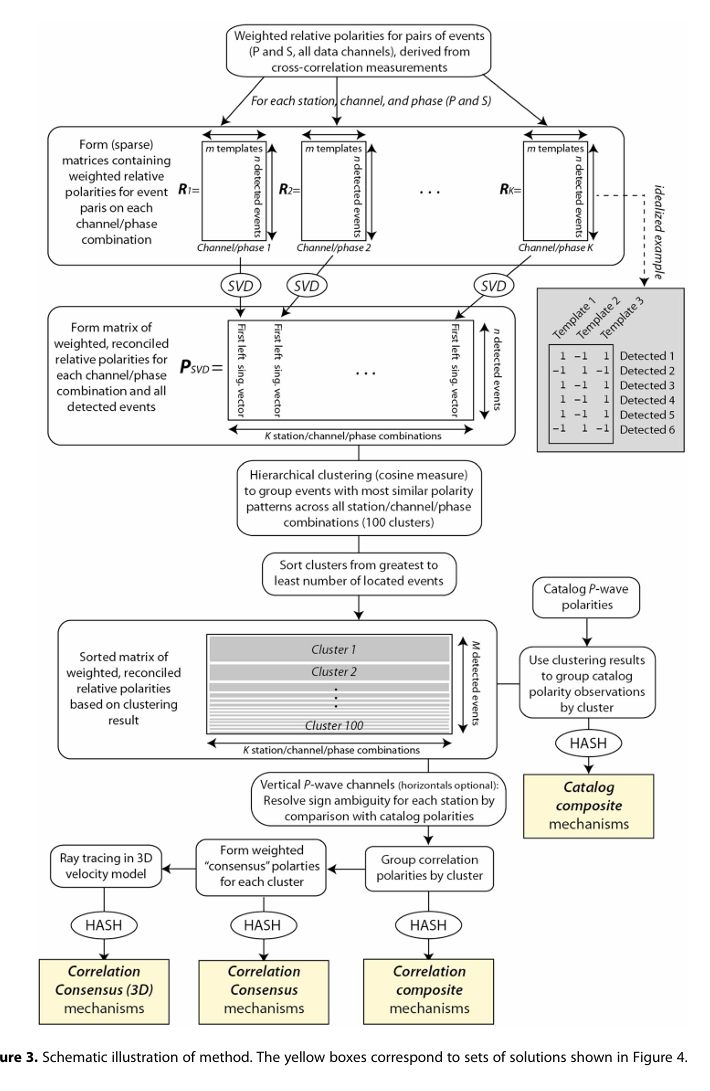 Weighted relative polarities for pairs of events
(P and S, all data channels), derived from
cross-correlation measurements
For each station, channel, and phase (P and S)
Form (sparse)
matrices containing
weighted relative
polarities for event
paris on each
channel/phase
combination
R1=
m templates
n detected events
Channel/phase 1
R2=
m templates
n detected events
Channel/phase 2
. . .
RK=
m templates
n detected events
Channel/phase K
idealized example
SVD
SVD
SVD
Template 1
Template 2
Template 3
1 −1 1 Detected 1
−1 1 −1 Detected 2
1 −1 1 Detected 3
1 −1 1 Detected 4
1 −1 1 Detected 5
−1 1 −1 Detected 6
Form matrix of
weighted, reconciled
relative polarities for
each channel/phase
combination and all
detected events
PSVD=
First left sing. vector
First left sing. vector
. . .
First left sing. vector
n detected events
K station/channel/phase combinations
Hierarchical clustering (cosine measure)
to group events with most similar polarity
patterns across all station/channel/phase
combinations (100 clusters)
Sort clusters from greatest to
least number of located events
Catalog P-wave
polarities
Sorted matrix of
weighted, reconciled
relative polarities
based on clustering
result
Cluster 1
Cluster 2
Cluster 100
M detected events
K station/channel/phase combinations
Use clustering results
to group catalog
polarity observations
by cluster
HASH
Catalog
composite
mechanisms
Vertical P-wave channels (horizontals optional):
Resolve sign ambiguity for each station by
comparison with catalog polarities
Ray tracing in 3D
velocity model
Form weighted
“consensus” polarties
for each cluster
Group correlation
polarities by cluster
HASH
HASH
HASH
Correlation
Consensus (3D)
mechanisms
Correlation
Consensus
mechanisms
Correlation
composite
mechanisms
ure 3. Schematic illustration of method. The yellow boxes correspond to sets of solutions shown in Figure 4.